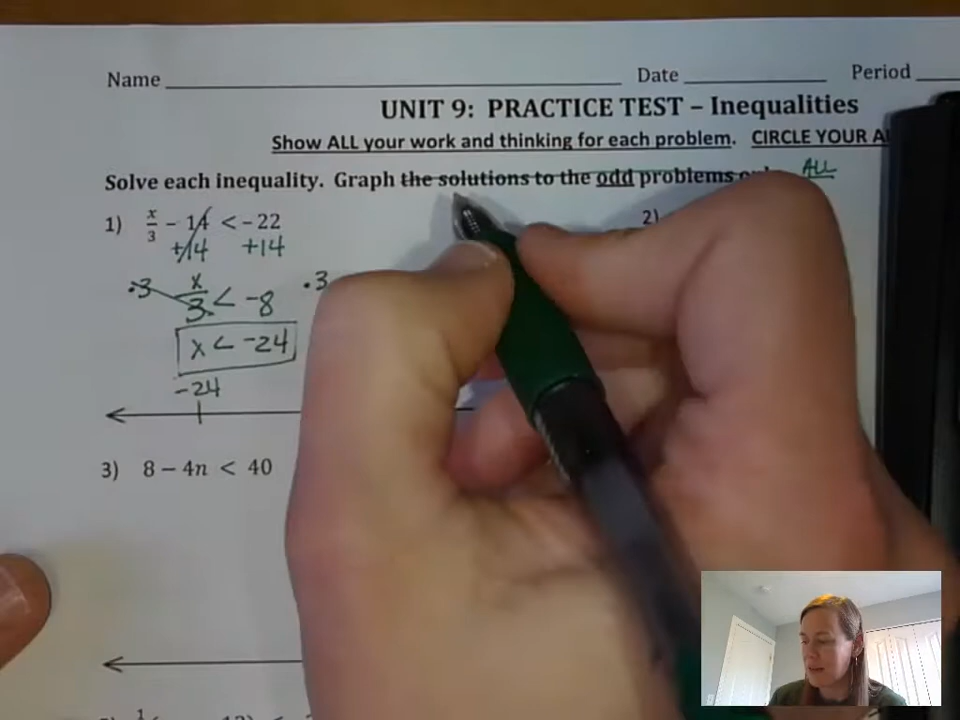 Name Date Period
UNIT 9: PRACTICE TEST – Inequalities
Show ALL your work and thinking for each problem. CIRCLE YOUR
Solve each inequality. Graph the solutions to the odd problems ALL
1) x/3 – 14 < –22 2)
+14 +14
·3 x/3 < -8 ·3
x < -24
-24
3) 8 – 4n < 40